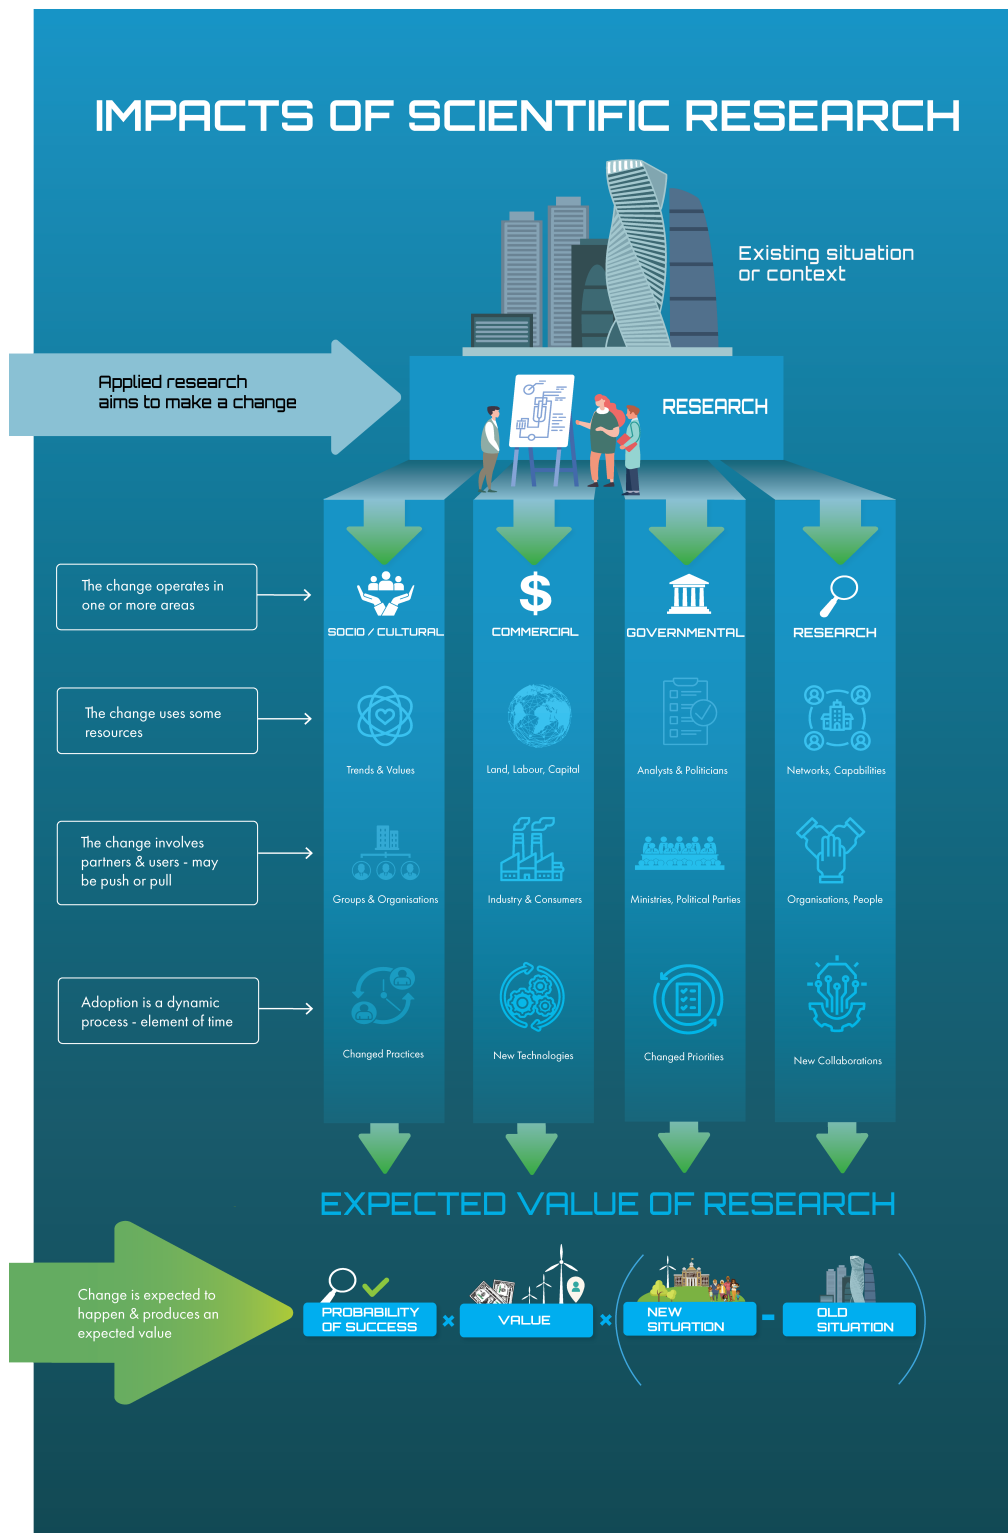 IMPACTS OF SCIENTIFIC RESEARCH
Existing situation
or context
Applied research
aims to make a change
RESEARCH
The change operates in
one or more areas
SOCIO / CULTURAL
COMMERCIAL
GOVERNMENTAL
RESEARCH
The change uses some
resources
Trends & Values
Land, Labour, Capital
Analysts & Politicians
Networks, Capabilities
The change involves
partners & users - may
be push or pull
Groups & Organisations
Industry & Consumers
Ministries, Political Parties
Organisations, People
Adoption is a dynamic
process - element of time
Changed Practices
New Technologies
Changed Priorities
New Collaborations
EXPECTED VALUE OF RESEARCH
Change is expected to
happen & produces an
expected value
PROBABILITY
OF SUCCESS
×
VALUE
×
(
NEW
SITUATION
-
OLD
SITUATION
)